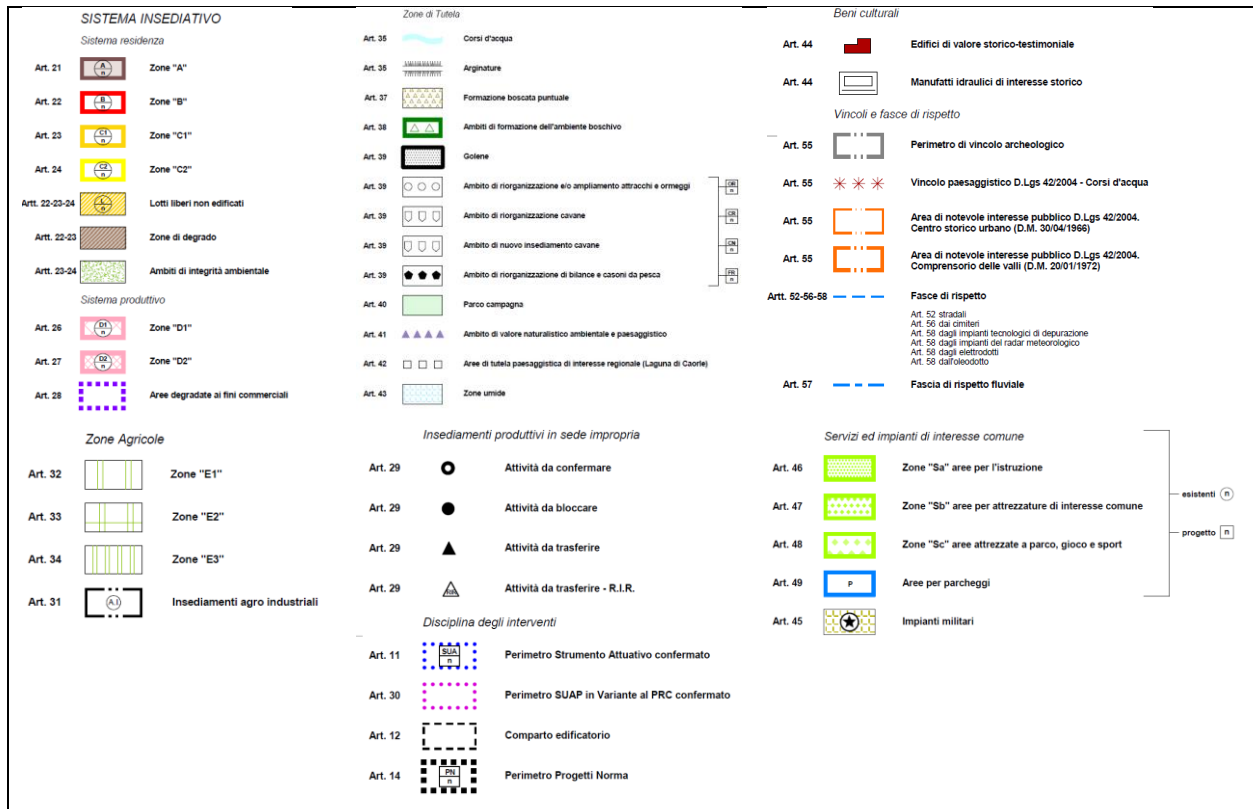 SISTEMA INSEDIATIVO
Sistema residenza
Art. 21 A n Zone "A"
Art. 22 B n Zone "B"
Art. 23 C1 n Zone "C1"
Art. 24 C2 n Zone "C2"
Artt. 22-23-24 L n Lotti liberi non edificati
Artt. 22-23 Zone di degrado
Artt. 23-24 Ambiti di integrità ambientale
Sistema produttivo
Art. 26 D1 n Zone "D1"
Art. 27 D2 n Zone "D2"
Art. 28 Aree degradate ai fini commerciali
Zone Agricole
Art. 32 Zone "E1"
Art. 33 Zone "E2"
Art. 34 Zone "E3"
Art. 31 A.I Insediamenti agro industriali
Zone di Tutela
Art. 35 Corsi d'acqua
Art. 35 Arginature
Art. 37 Formazione boscata puntuale
Art. 38 Ambiti di formazione dell'ambiente boschivo
Art. 39 Golene
Art. 39 Ambito di riorganizzazione e/o ampliamento attracchi e ormeggi OR n
Art. 39 Ambito di riorganizzazione cavane CR n
Art. 39 Ambito di nuovo insediamento cavane CN n
Art. 39 Ambito di riorganizzazione di bilance e casoni da pesca FR n
Art. 40 Parco campagna
Art. 41 Ambito di valore naturalistico ambientale e paesaggistico
Art. 42 Aree di tutela paesaggistica di interesse regionale (Laguna di Caorle)
Art. 43 Zone umide
Insediamenti produttivi in sede impropria
Art. 29 Attività da confermare
Art. 29 Attività da bloccare
Art. 29 Attività da trasferire
Art. 29 Attività da trasferire - R.I.R.
Disciplina degli interventi
Art. 11 SUA n Perimetro Strumento Attuativo confermato
Art. 30 Perimetro SUAP in Variante al PRC confermato
Art. 12 Comparto edificatorio
Art. 14 PN n Perimetro Progetti Norma
Beni culturali
Art. 44 Edifici di valore storico-testimoniale
Art. 44 Manufatti idraulici di interesse storico
Vincoli e fasce di rispetto
Art. 55 Perimetro di vincolo archeologico
Art. 55 Vincolo paesaggistico D.Lgs 42/2004 - Corsi d'acqua
Art. 55 Area di notevole interesse pubblico D.Lgs 42/2004.
Centro storico urbano (D.M. 30/04/1966)
Art. 55 Area di notevole interesse pubblico D.Lgs 42/2004.
Comprensorio delle valli (D.M. 20/01/1972)
Artt. 52-56-58 Fasce di rispetto
Art. 52 stradali
Art. 56 dai cimiteri
Art. 58 dagli impianti tecnologici di depurazione
Art. 58 dagli impianti del radar meteorologico
Art. 58 dagli elettrodotti
Art. 58 dall'oleodotto
Art. 57 Fascia di rispetto fluviale
Servizi ed impianti di interesse comune
Art. 46 Zone "Sa" aree per l'istruzione
Art. 47 Zone "Sb" aree per attrezzature di interesse comune
Art. 48 Zone "Sc" aree attrezzate a parco, gioco e sport
Art. 49 P Aree per parcheggi
Art. 45 Impianti militari
esistenti n
progetto n